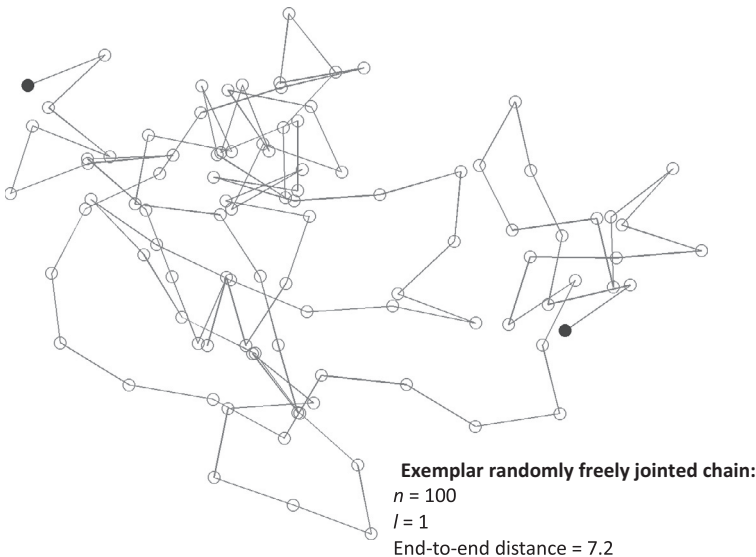 Exemplar randomly freely jointed chain:
n = 100
l = 1
End-to-end distance = 7.2